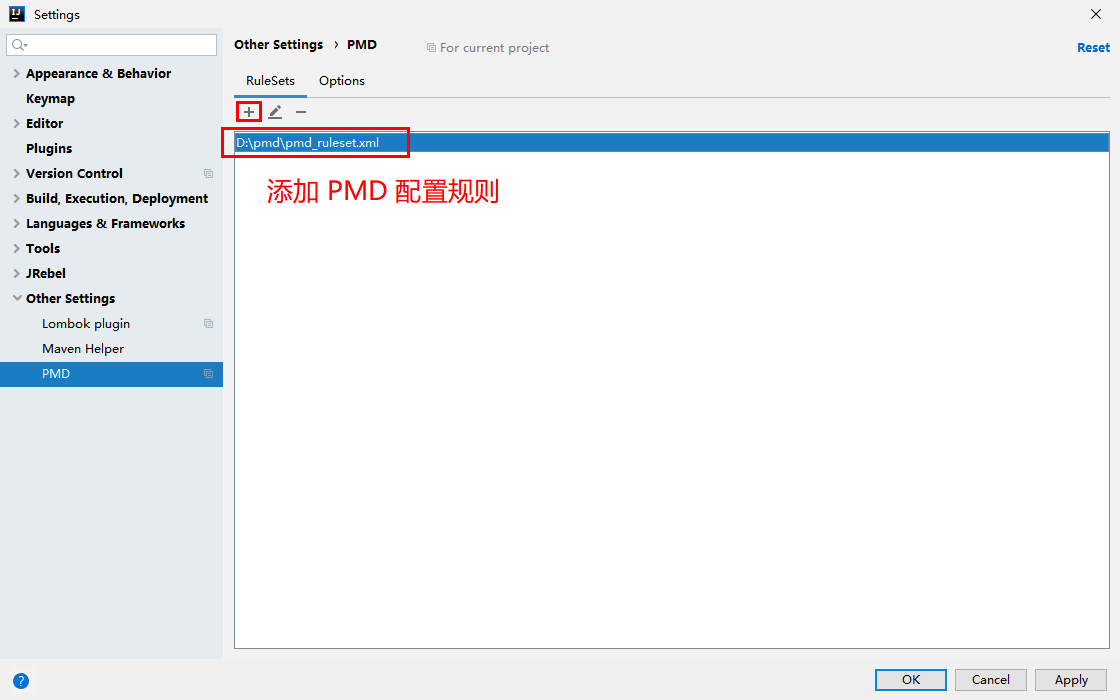 Settings
Other Settings › PMD
For current project
Reset
Appearance & Behavior
Keymap
Editor
Plugins
Version Control
Build, Execution, Deployment
Languages & Frameworks
Tools
JRebel
Other Settings
Lombok plugin
Maven Helper
PMD
RuleSets
Options
D:\pmd\pmd_ruleset.xml
添加 PMD 配置规则
?
OK
Cancel
Apply